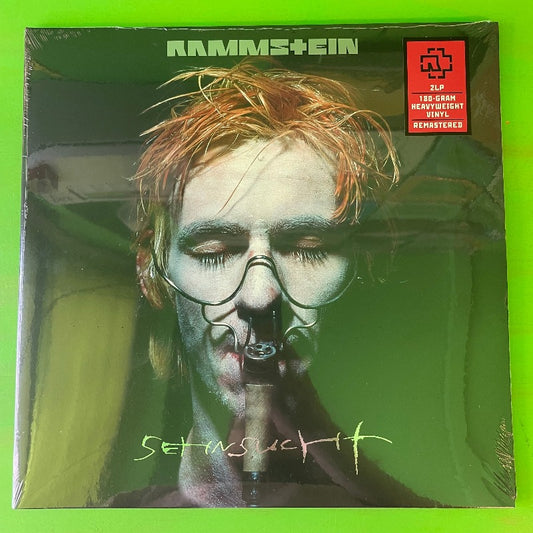 RAMMSTEIN
2LP
180-GRAM
HEAVYWEIGHT
VINYL
REMASTERED
SEHNSUCHT